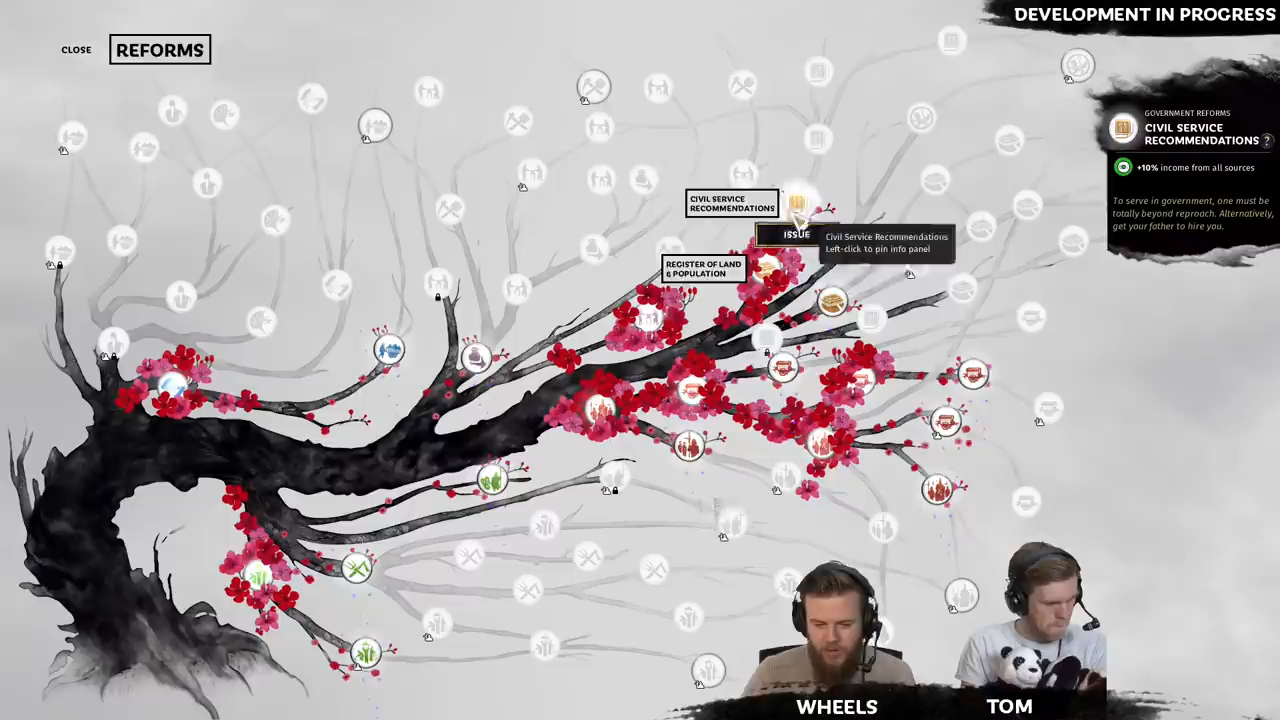 DEVELOPMENT IN PROGRESS
CLOSE
REFORMS
GOVERNMENT REFORMS
CIVIL SERVICE
RECOMMENDATIONS ?
+10% income from all sources
To serve in government, one must be
totally beyond reproach. Alternatively,
get your father to hire you.
CIVIL SERVICE
RECOMMENDATIONS
ISSUE
Civil Service Recommendations
Left-click to pin info panel
REGISTER OF LAND
& POPULATION
WHEELS
TOM